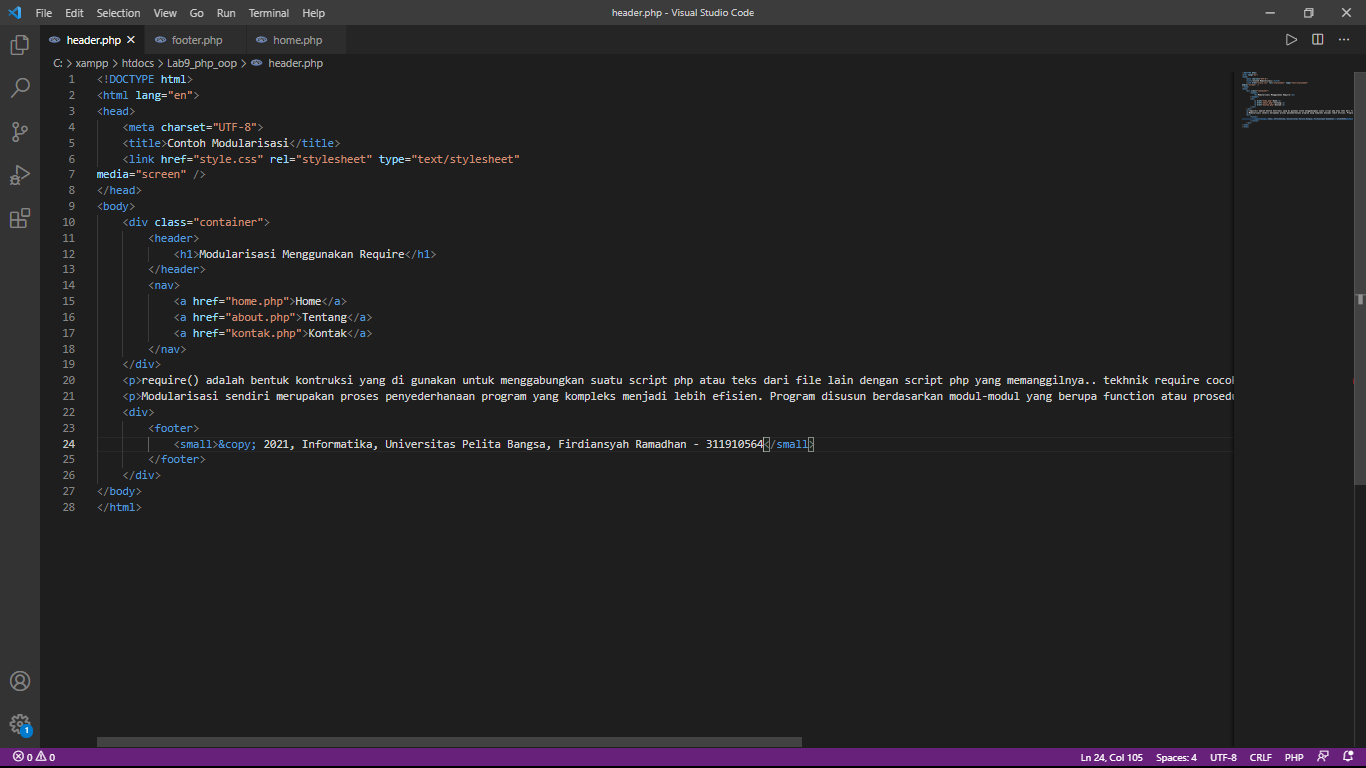 File Edit Selection View Go Run Terminal Help header.php - Visual Studio Code
header.php footer.php home.php
C: > xampp > htdocs > Lab9_php_oop > header.php
1 <!DOCTYPE html>
2 <html lang="en">
3 <head>
4 <meta charset="UTF-8">
5 <title>Contoh Modularisasi</title>
6 <link href="style.css" rel="stylesheet" type="text/stylesheet"
7 media="screen" />
8 </head>
9 <body>
10 <div class="container">
11 <header>
12 <h1>Modularisasi Menggunakan Require</h1>
13 </header>
14 <nav>
15 <a href="home.php">Home</a>
16 <a href="about.php">Tentang</a>
17 <a href="kontak.php">Kontak</a>
18 </nav>
19 </div>
20 <p>require() adalah bentuk kontruksi yang di gunakan untuk menggabungkan suatu script php atau teks dari file lain dengan script php yang memanggilnya.. tekhnik require cocok
21 <p>Modularisasi sendiri merupakan proses penyederhanaan program yang kompleks menjadi lebih efisien. Program disusun berdasarkan modul-modul yang berupa function atau prosedu
22 <div>
23 <footer>
24 <small>&copy; 2021, Informatika, Universitas Pelita Bangsa, Firdiansyah Ramadhan - 311910564</small>
25 </footer>
26 </div>
27 </body>
28 </html>
1
0 0 Ln 24, Col 105 Spaces: 4 UTF-8 CRLF PHP